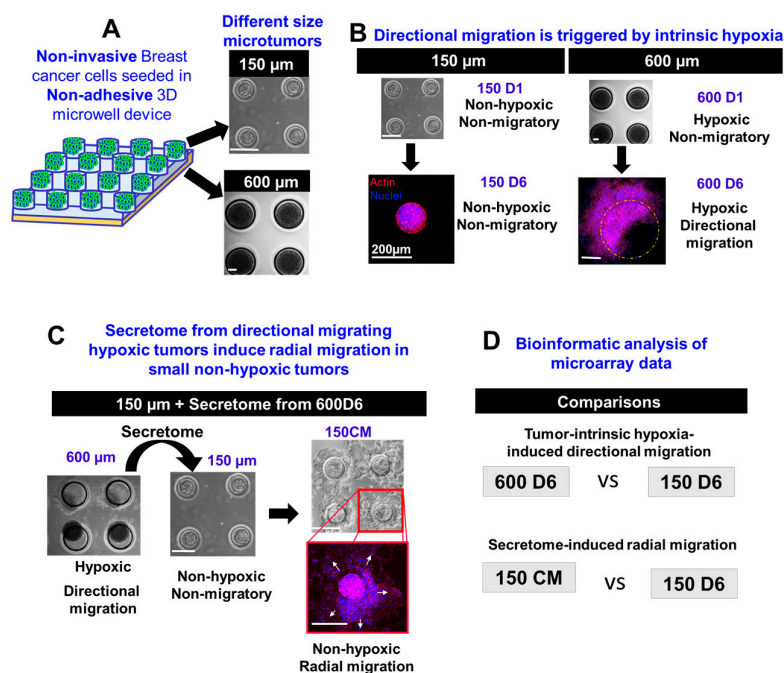 A
Non-invasive Breast
cancer cells seeded in
Non-adhesive 3D
microwell device
Different size
microtumors
150 µm
600 µm
B
Directional migration is triggered by intrinsic hypoxia
150 µm
600 µm
150 D1
Non-hypoxic
Non-migratory
600 D1
Hypoxic
Non-migratory
Actin
Nuclei
200µm
150 D6
Non-hypoxic
Non-migratory
600 D6
Hypoxic
Directional
migration
C
Secretome from directional migrating
hypoxic tumors induce radial migration in
small non-hypoxic tumors
150 µm + Secretome from 600D6
Secretome
600 µm
150 µm
150CM
Hypoxic
Directional
migration
Non-hypoxic
Non-migratory
Non-hypoxic
Radial migration
D
Bioinformatic analysis of
microarray data
Comparisons
Tumor-intrinsic hypoxia-
induced directional migration
600 D6 vs 150 D6
Secretome-induced radial migration
150 CM vs 150 D6